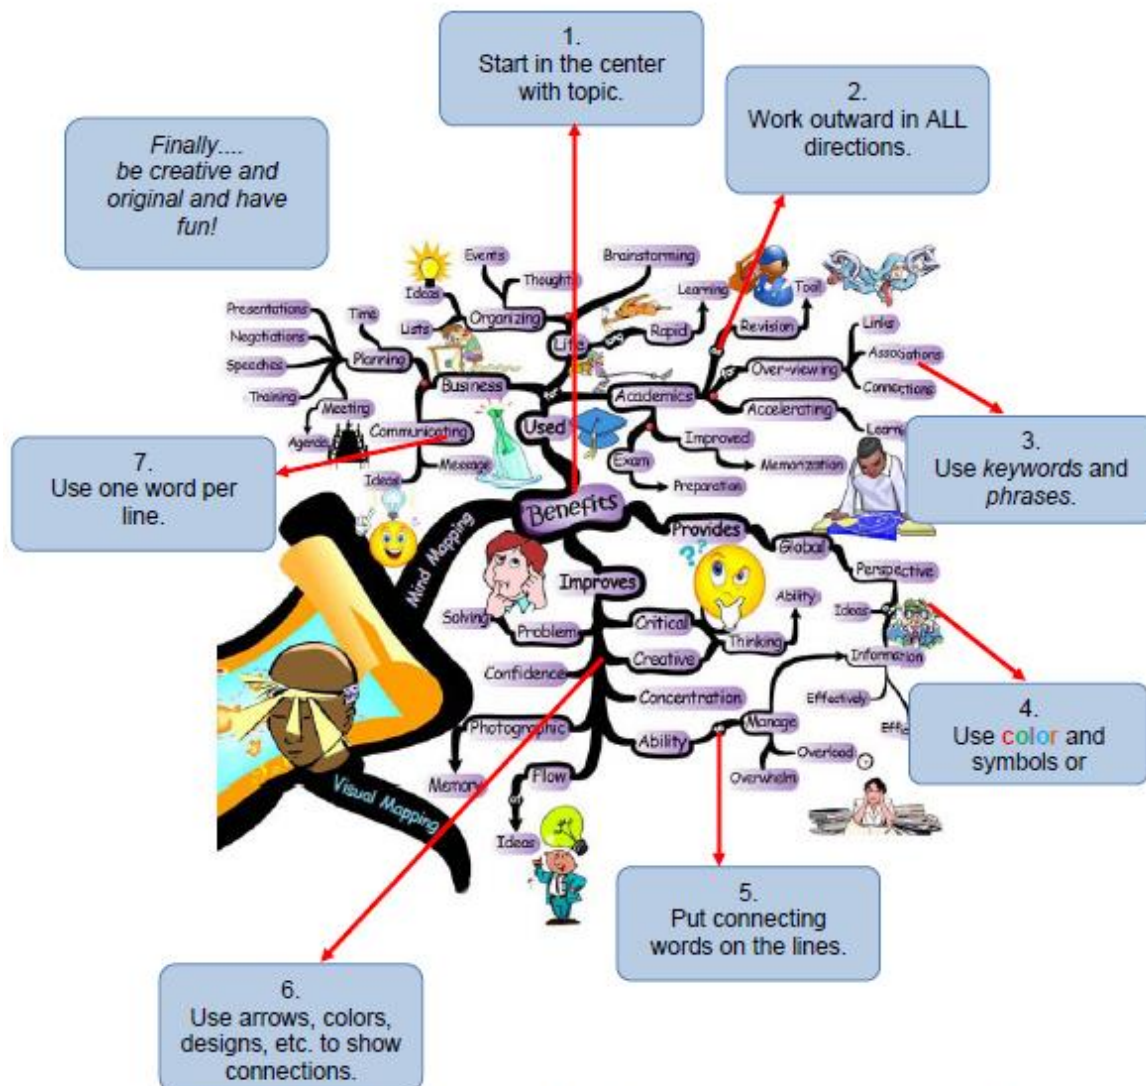 1.
Start in the center
with topic.
2.
Work outward in ALL
directions.
Finally....
be creative and
original and have
fun!
Events
Thoughts
Ideas
Organizing
Lists
Brainstorming
Life
long
Rapid
Learning
Tool
Revision
Presentations
Negotiations
Speeches
Training
Time
Planning
Business
Meeting
Agenda
Communicating
Message
Ideas
for
Used
Academics
for
Over-viewing
Links
Associations
Connections
Accelerating
Improved
Memorization
Exam
Preparation
3.
Use keywords and
phrases.
7.
Use one word per
line.
Mind Mapping
Benefits
Provides
Global
Perspective
Ideas
Information
Effectively
Improves
Solving
Problem
Critical
Creative
Thinking
Ability
Confidence
Concentration
Photographic
Memory
Ability
Manage
Overload
Overwhelm
Flow
of
Ideas
Visual Mapping
4.
Use color and
symbols or
5.
Put connecting
words on the lines.
6.
Use arrows, colors,
designs, etc. to show
connections.